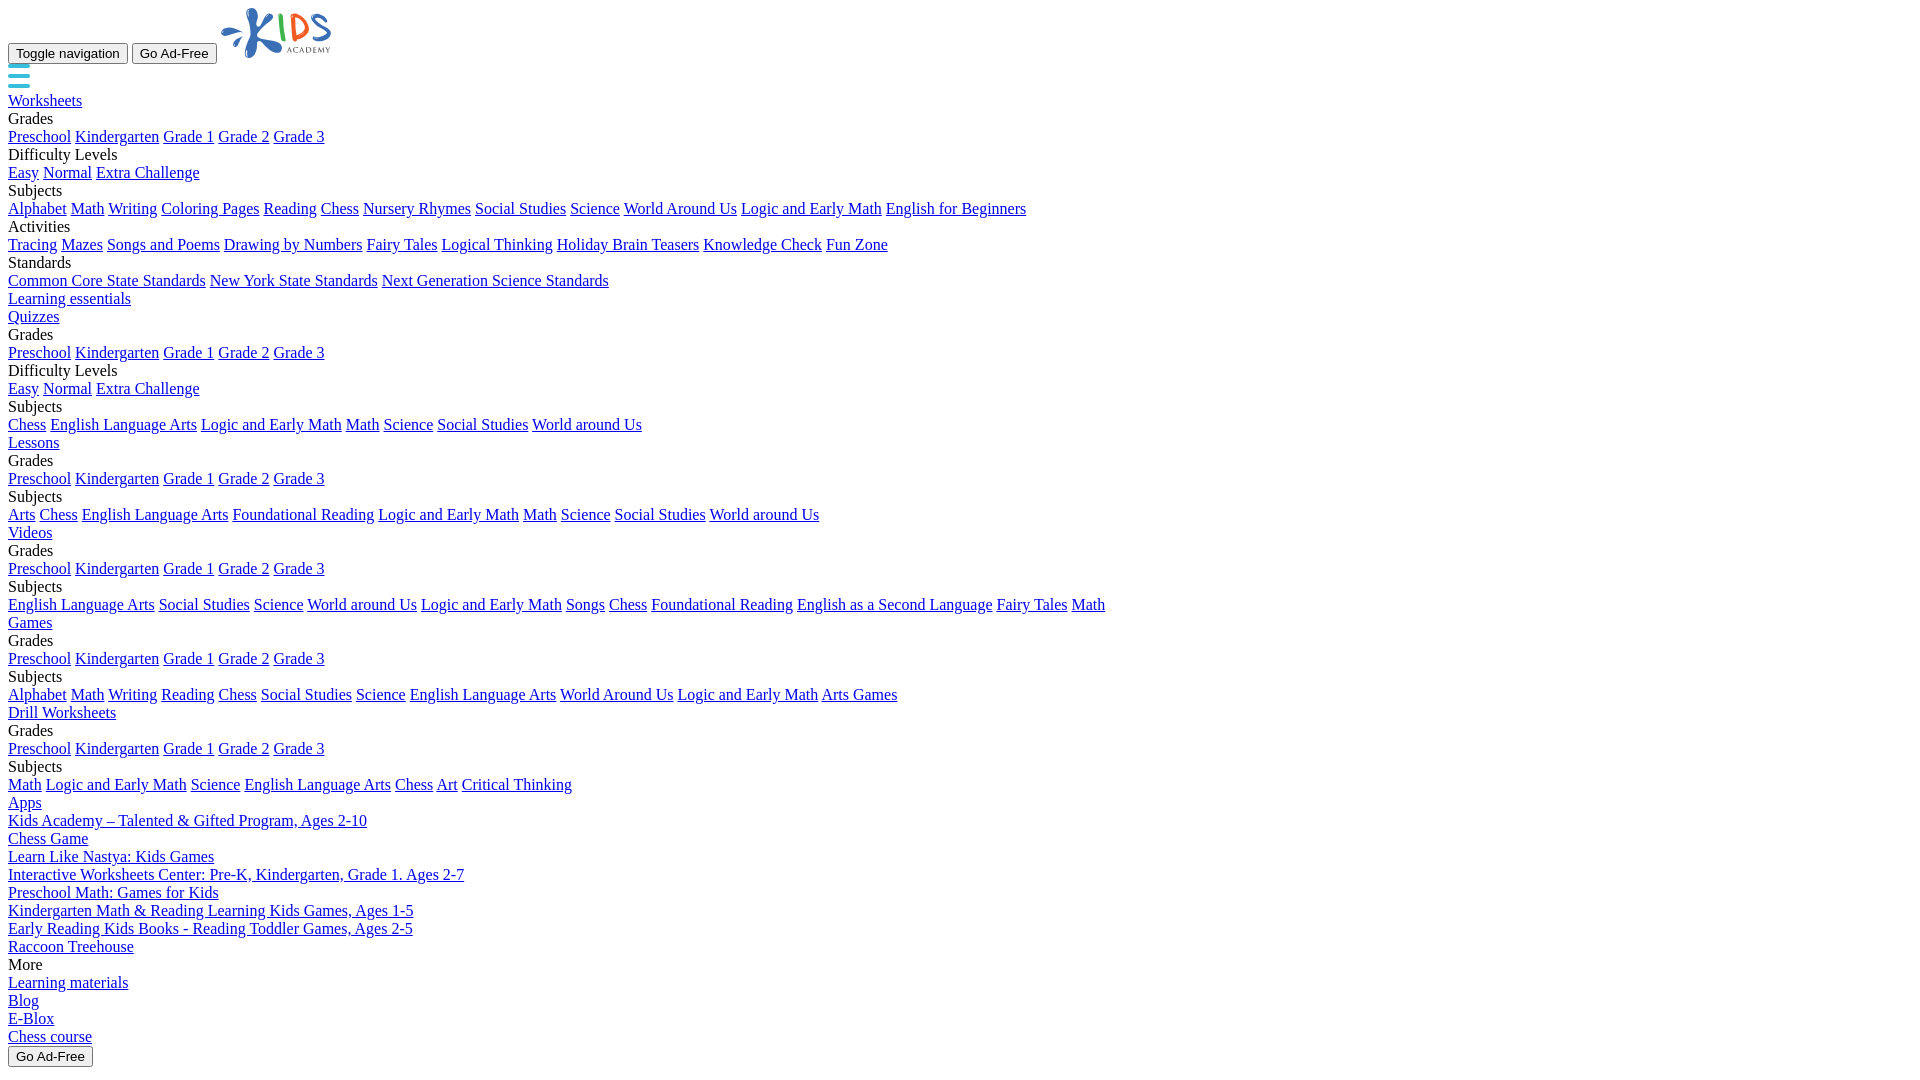 Toggle navigation Go Ad-Free KIDS ACADEMY
Worksheets
Grades
Preschool Kindergarten Grade 1 Grade 2 Grade 3
Difficulty Levels
Easy Normal Extra Challenge
Subjects
Alphabet Math Writing Coloring Pages Reading Chess Nursery Rhymes Social Studies Science World Around Us Logic and Early Math English for Beginners
Activities
Tracing Mazes Songs and Poems Drawing by Numbers Fairy Tales Logical Thinking Holiday Brain Teasers Knowledge Check Fun Zone
Standards
Common Core State Standards New York State Standards Next Generation Science Standards
Learning essentials
Quizzes
Grades
Preschool Kindergarten Grade 1 Grade 2 Grade 3
Difficulty Levels
Easy Normal Extra Challenge
Subjects
Chess English Language Arts Logic and Early Math Math Science Social Studies World around Us
Lessons
Grades
Preschool Kindergarten Grade 1 Grade 2 Grade 3
Subjects
Arts Chess English Language Arts Foundational Reading Logic and Early Math Math Science Social Studies World around Us
Videos
Grades
Preschool Kindergarten Grade 1 Grade 2 Grade 3
Subjects
English Language Arts Social Studies Science World around Us Logic and Early Math Songs Chess Foundational Reading English as a Second Language Fairy Tales Math
Games
Grades
Preschool Kindergarten Grade 1 Grade 2 Grade 3
Subjects
Alphabet Math Writing Reading Chess Social Studies Science English Language Arts World Around Us Logic and Early Math Arts Games
Drill Worksheets
Grades
Preschool Kindergarten Grade 1 Grade 2 Grade 3
Subjects
Math Logic and Early Math Science English Language Arts Chess Art Critical Thinking
Apps
Kids Academy – Talented & Gifted Program, Ages 2-10
Chess Game
Learn Like Nastya: Kids Games
Interactive Worksheets Center: Pre-K, Kindergarten, Grade 1. Ages 2-7
Preschool Math: Games for Kids
Kindergarten Math & Reading Learning Kids Games, Ages 1-5
Early Reading Kids Books - Reading Toddler Games, Ages 2-5
Raccoon Treehouse
More
Learning materials
Blog
E-Blox
Chess course
Go Ad-Free